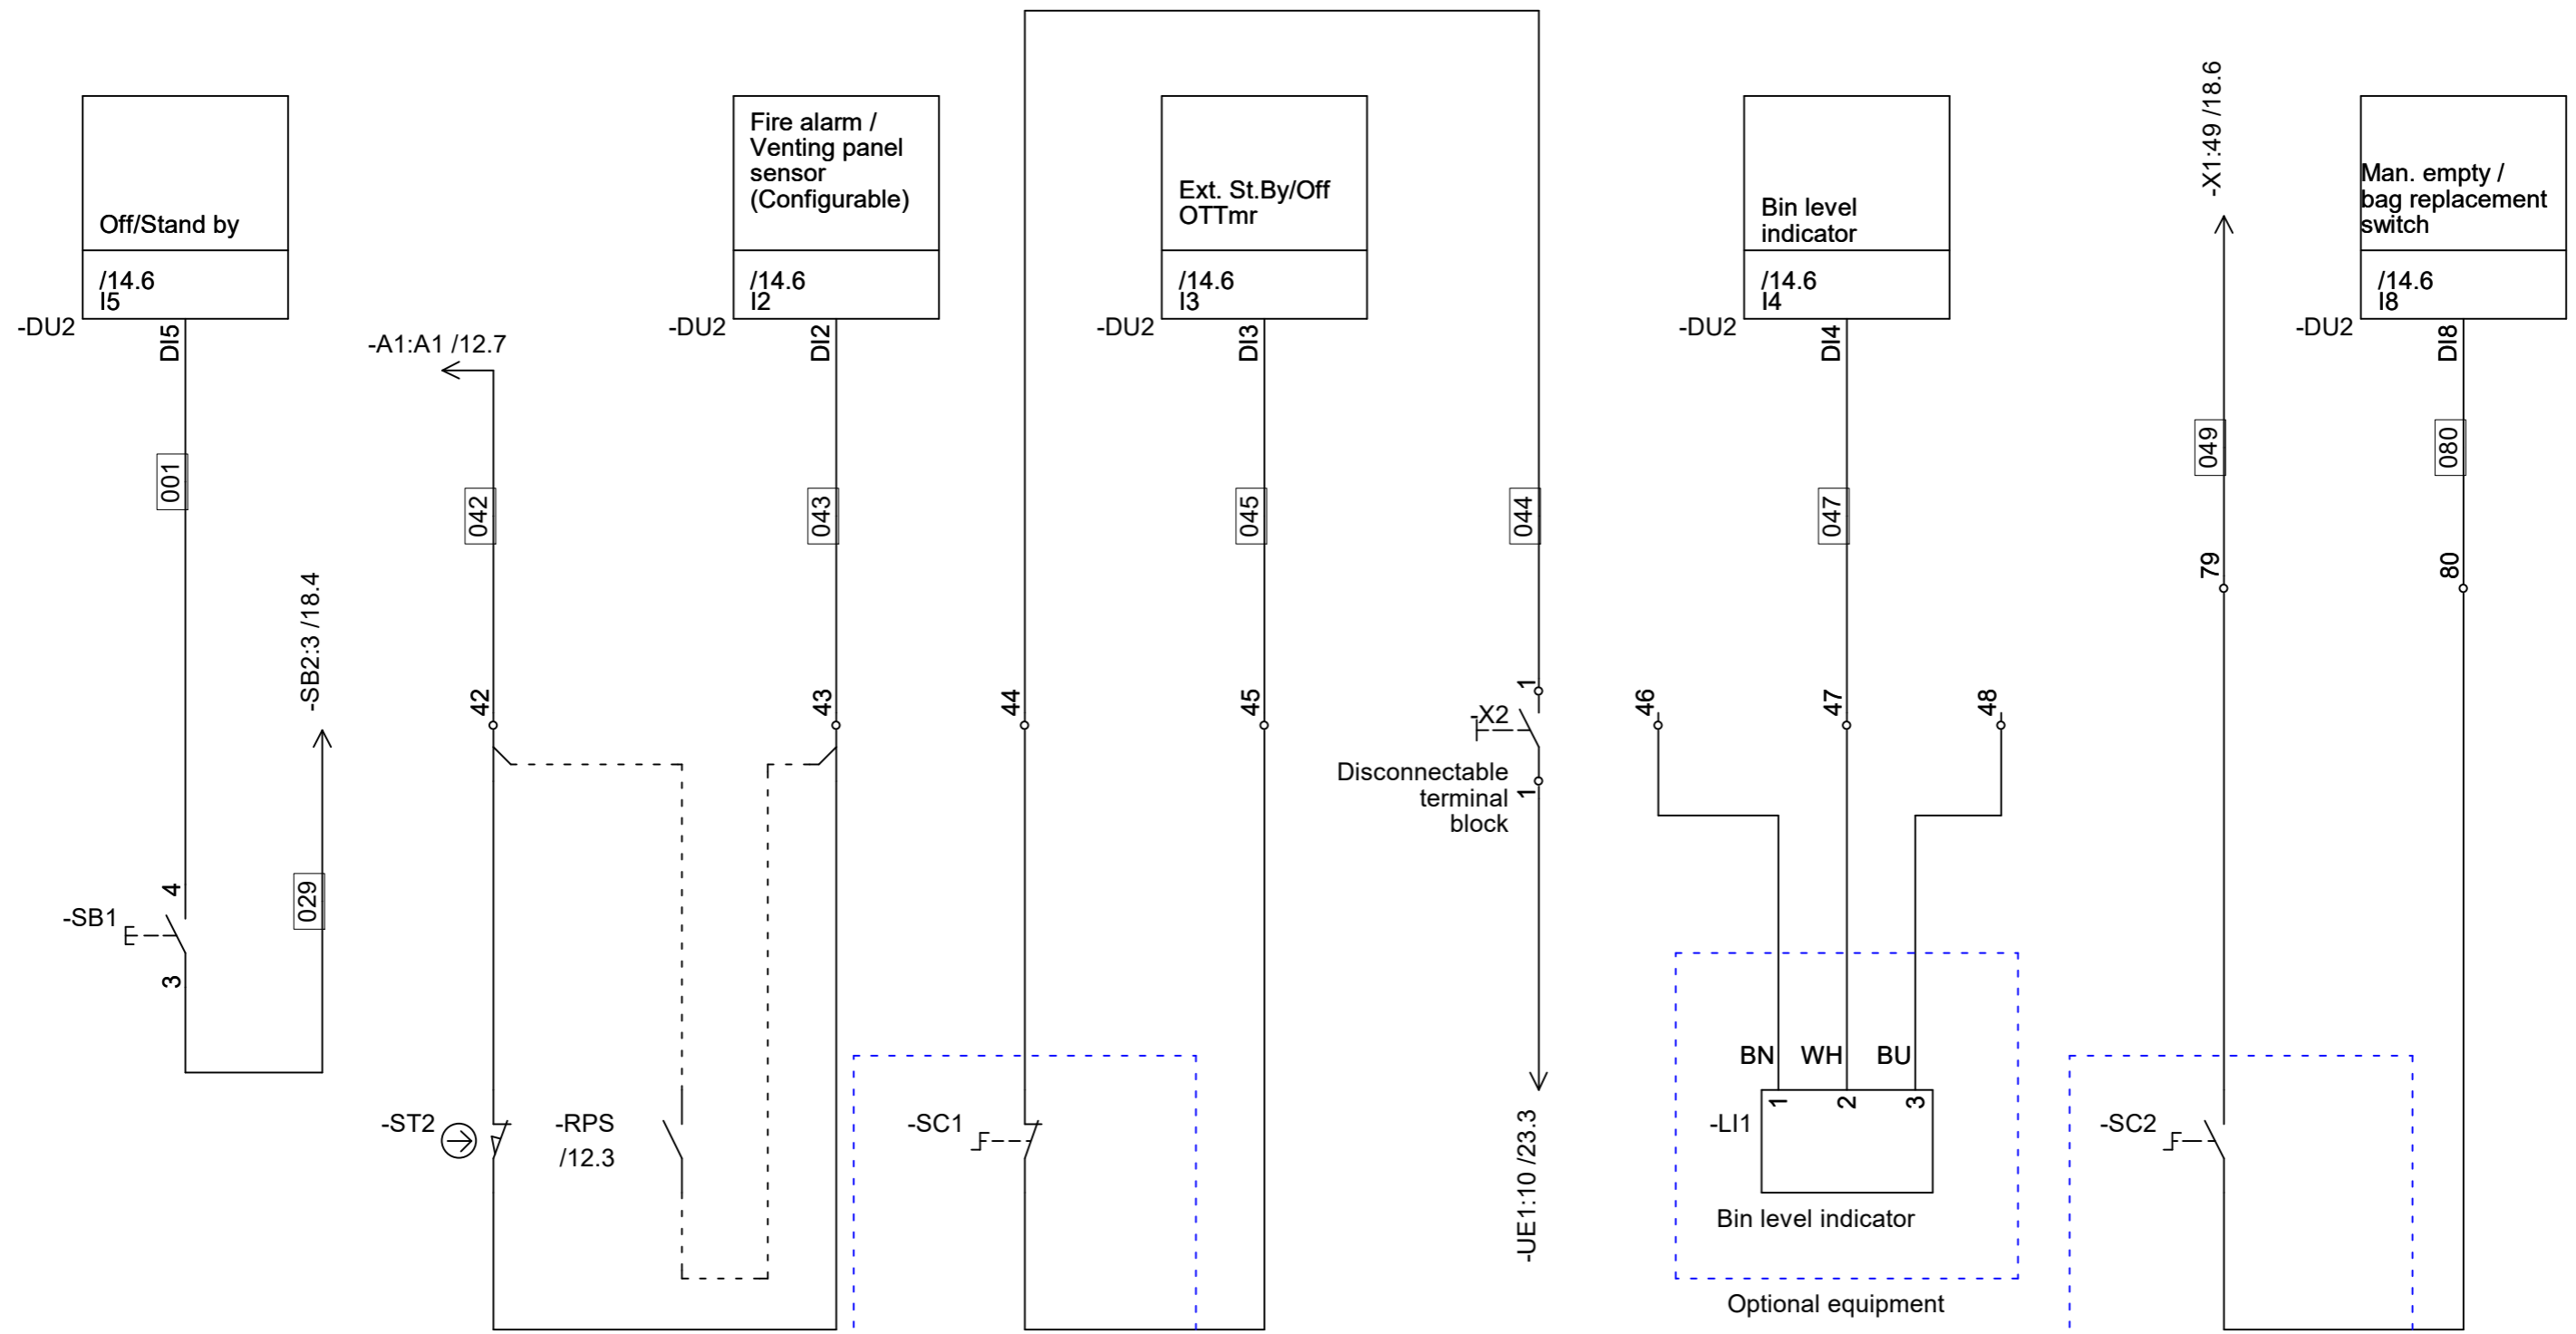 Off/Stand by
/14.6
I5
-DU2
DI5
001
4
-SB1
3
029
-SB2:3 /18.4
-A1:A1 /12.7
042
42
-ST2
-RPS
/12.3
Fire alarm /
Venting panel
sensor
(Configurable)
/14.6
I2
-DU2
DI2
043
43
44
-SC1
Ext. St.By/Off
OTTmr
/14.6
I3
-DU2
DI3
045
45
044
1
-X2
Disconnectable
terminal
block
1
-UE1:10 /23.3
Bin level
indicator
/14.6
I4
-DU2
DI4
047
46
47
48
BN
WH
BU
1
2
3
-LI1
Bin level indicator
Optional equipment
-X1:49 /18.6
049
79
-SC2
Man. empty /
bag replacement
switch
/14.6
I8
-DU2
DI8
080
80